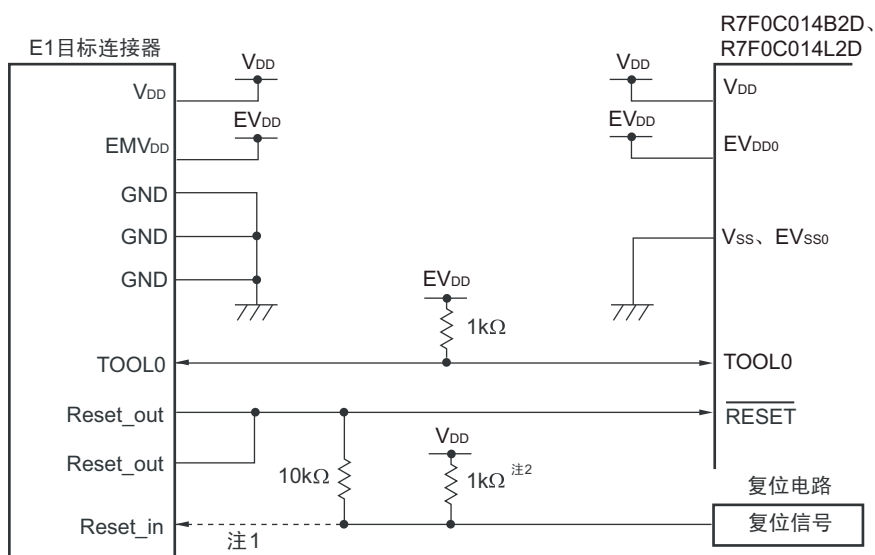 R7F0C014B2D、
R7F0C014L2D
E1目标连接器
VDD
VDD
VDD
VDD
EVDD
EVDD
EMVDD
EVDD0
GND
GND
VSS、EVSS0
GND
EVDD
1kΩ
TOOL0
TOOL0
Reset_out
RESET
VDD
Reset_out
10kΩ
1kΩ 注2
复位电路
Reset_in
注1
复位信号